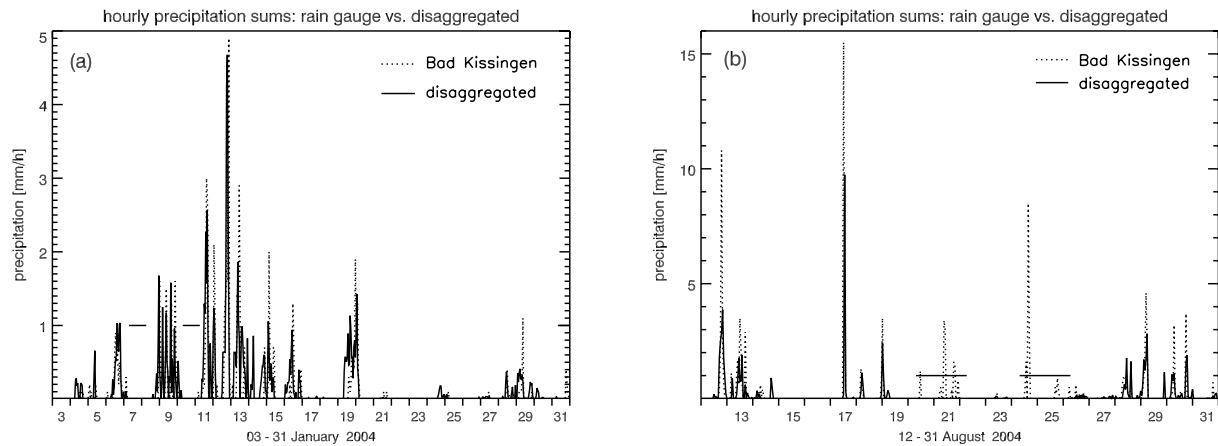 hourly precipitation sums: rain gauge vs. disaggregated
(a)
Bad Kissingen
disaggregated
precipitation [mm/h]
5
4
3
2
1
3 5 7 9 11 13 15 17 19 21 23 25 27 29 31
03 - 31 January 2004
hourly precipitation sums: rain gauge vs. disaggregated
(b)
Bad Kissingen
disaggregated
precipitation [mm/h]
15
10
5
13 15 17 19 21 23 25 27 29 31
12 - 31 August 2004